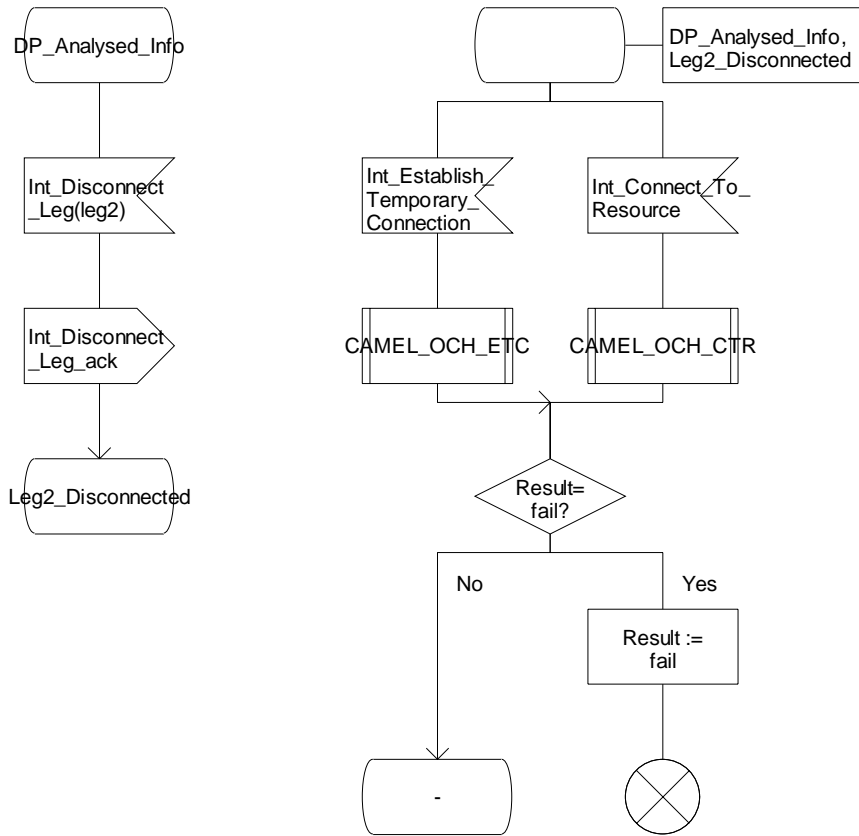 DP_Analysed_Info
Int_Disconnect
_Leg(leg2)
Int_Disconnect
_Leg_ack
Leg2_Disconnected
DP_Analysed_Info,
Leg2_Disconnected
Int_Establish_
Temporary_
Connection
Int_Connect_To_
Resource
CAMEL_OCH_ETC
CAMEL_OCH_CTR
Result=
fail?
No
Yes
Result :=
fail
-